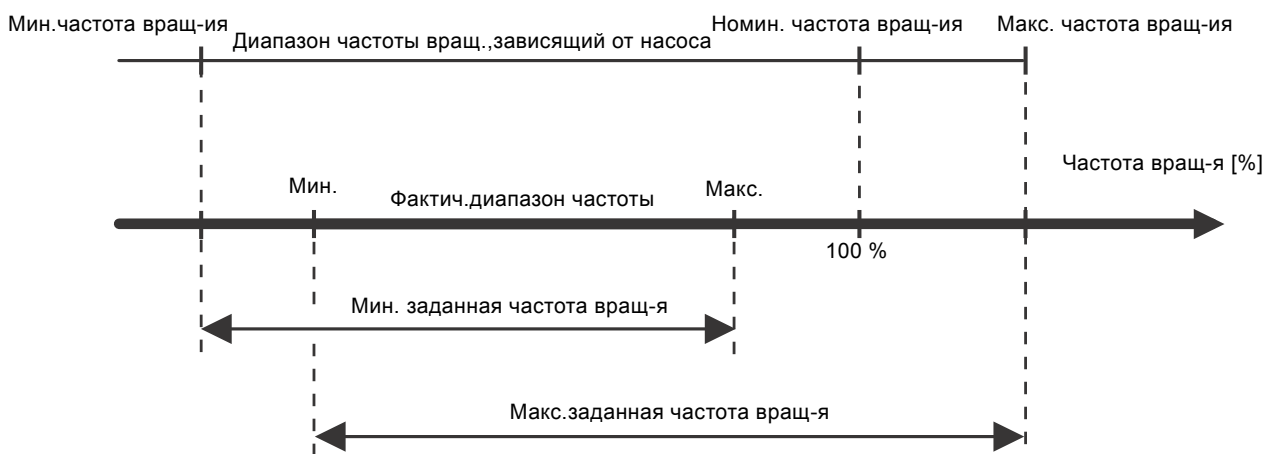 Мин.частота вращ-ия
Диапазон частоты вращ.,зависящий от насоса
Номин. частота вращ-ия
Макс. частота вращ-ия
Частота вращ-я [%]
Мин.
Фактич.диапазон частоты
Макс.
100 %
Мин. заданная частота вращ-я
Макс.заданная частота вращ-я